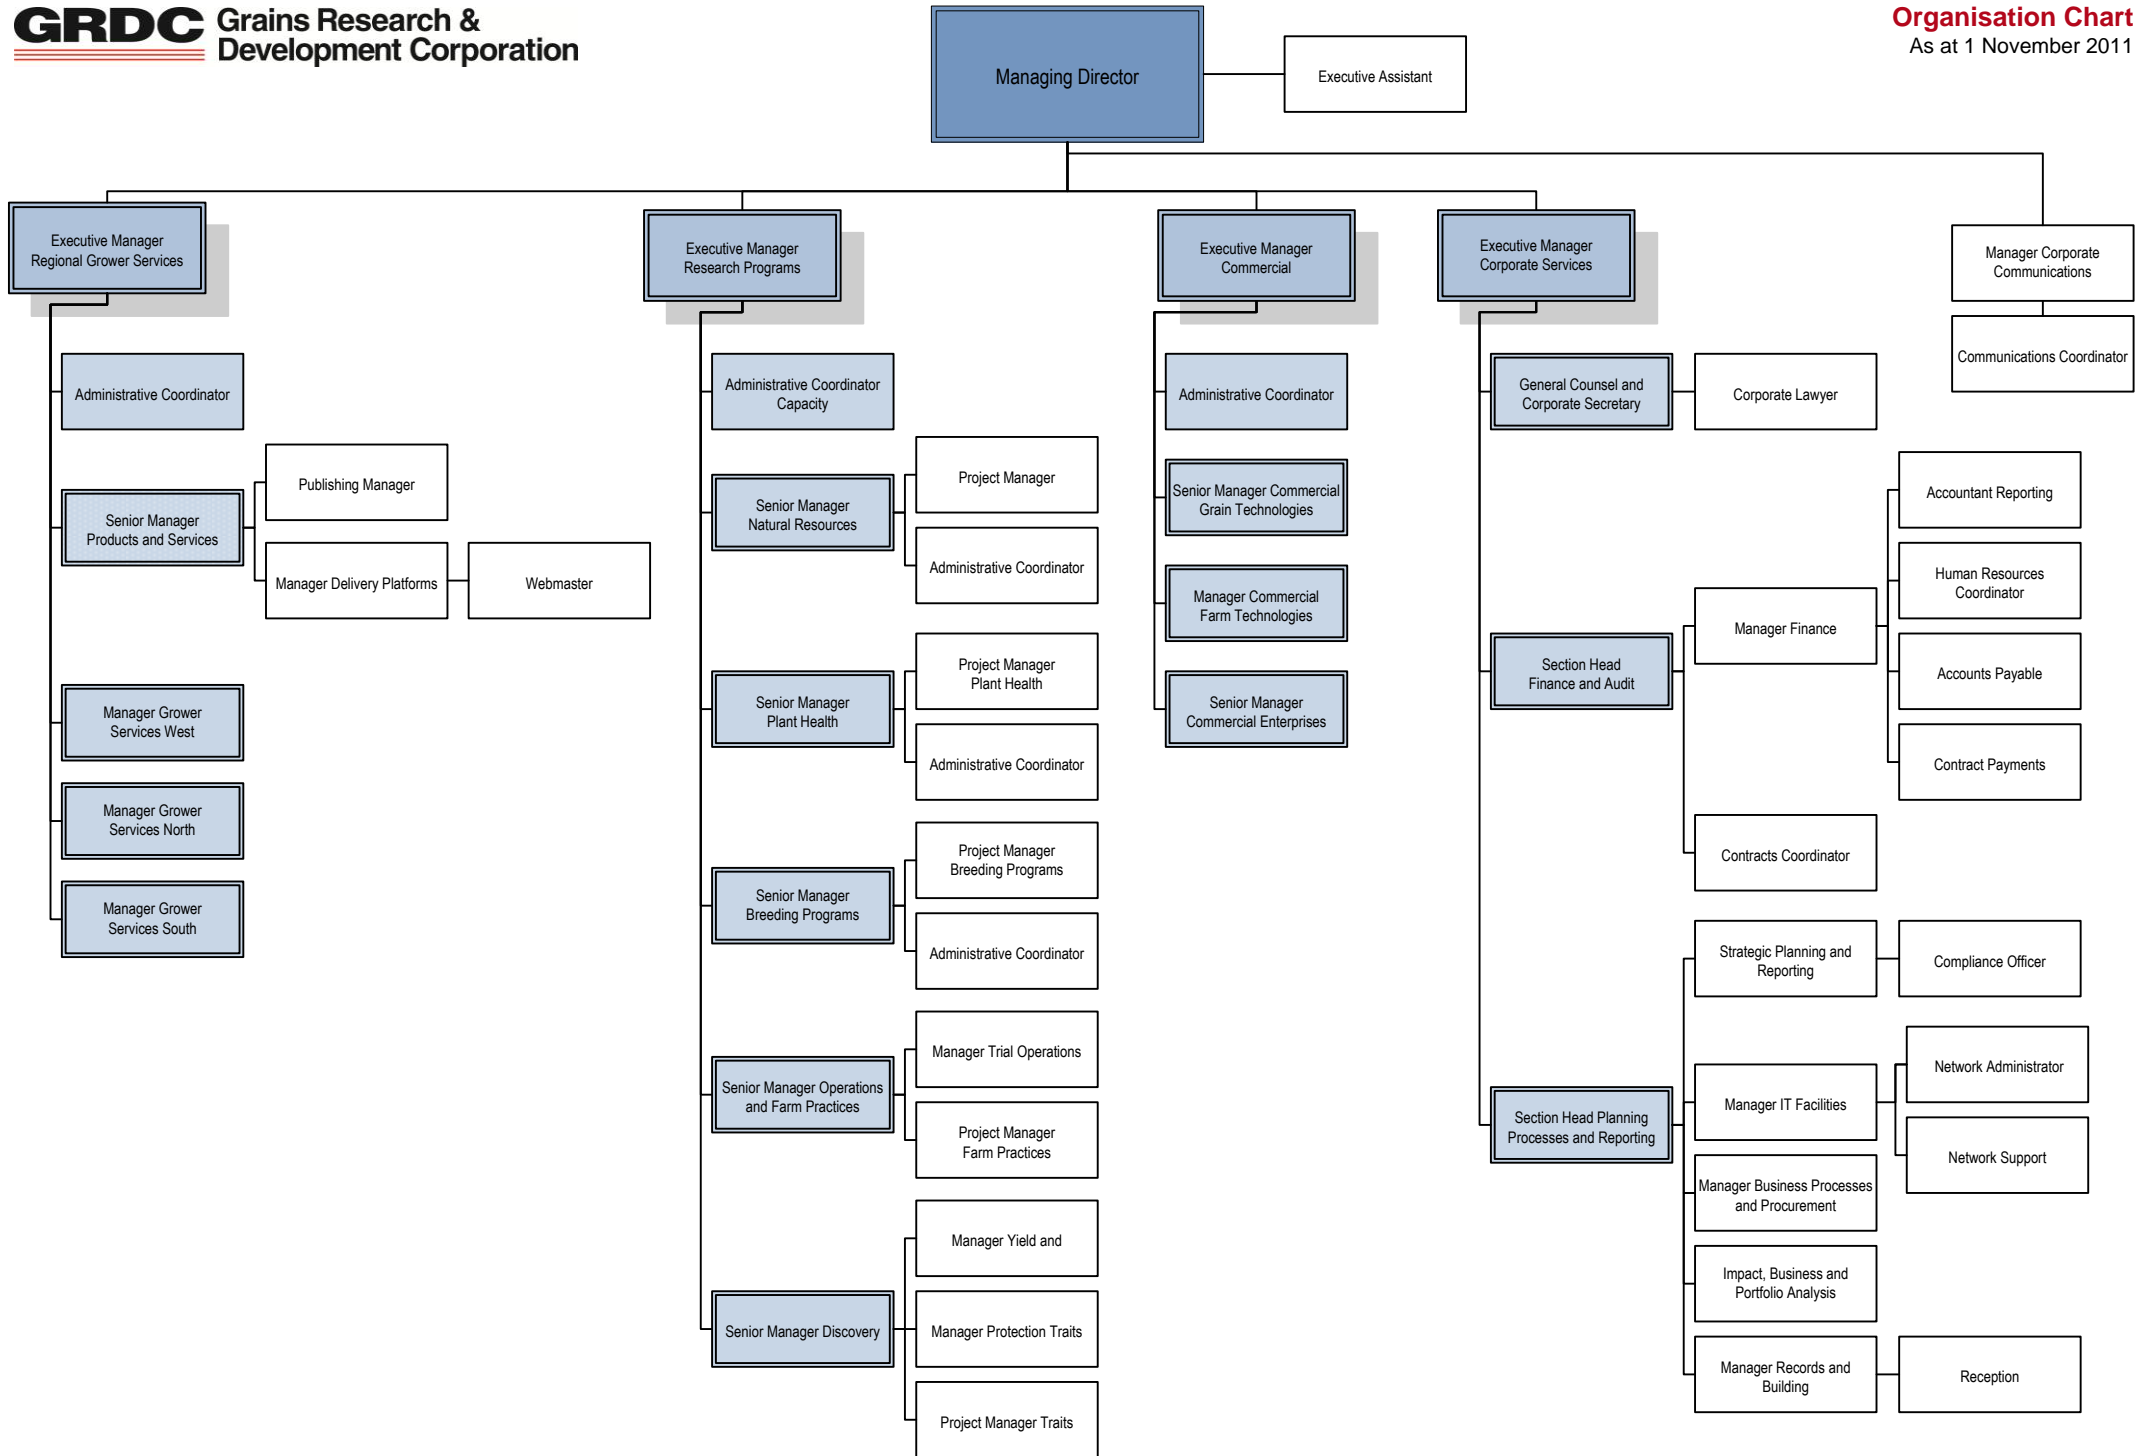 GRDC
Grains Research &
Development Corporation
Organisation Chart
As at 1 November 2011
Managing Director
Executive Assistant
Executive Manager
Regional Grower Services
Executive Manager
Research Programs
Executive Manager
Commercial
Executive Manager
Corporate Services
Manager Corporate
Communications
Communications Coordinator
Administrative Coordinator
Senior Manager
Products and Services
Publishing Manager
Manager Delivery Platforms
Webmaster
Manager Grower
Services West
Manager Grower
Services North
Manager Grower
Services South
Administrative Coordinator
Capacity
Senior Manager
Natural Resources
Project Manager
Administrative Coordinator
Senior Manager
Plant Health
Project Manager
Plant Health
Administrative Coordinator
Senior Manager
Breeding Programs
Project Manager
Breeding Programs
Administrative Coordinator
Senior Manager Operations
and Farm Practices
Manager Trial Operations
Project Manager
Farm Practices
Senior Manager Discovery
Manager Yield and
Manager Protection Traits
Project Manager Traits
Administrative Coordinator
Senior Manager Commercial
Grain Technologies
Manager Commercial
Farm Technologies
Senior Manager
Commercial Enterprises
General Counsel and
Corporate Secretary
Corporate Lawyer
Section Head
Finance and Audit
Manager Finance
Accountant Reporting
Human Resources
Coordinator
Accounts Payable
Contract Payments
Contracts Coordinator
Section Head Planning
Processes and Reporting
Strategic Planning and
Reporting
Compliance Officer
Manager IT Facilities
Network Administrator
Network Support
Manager Business Processes
and Procurement
Impact, Business and
Portfolio Analysis
Manager Records and
Building
Reception